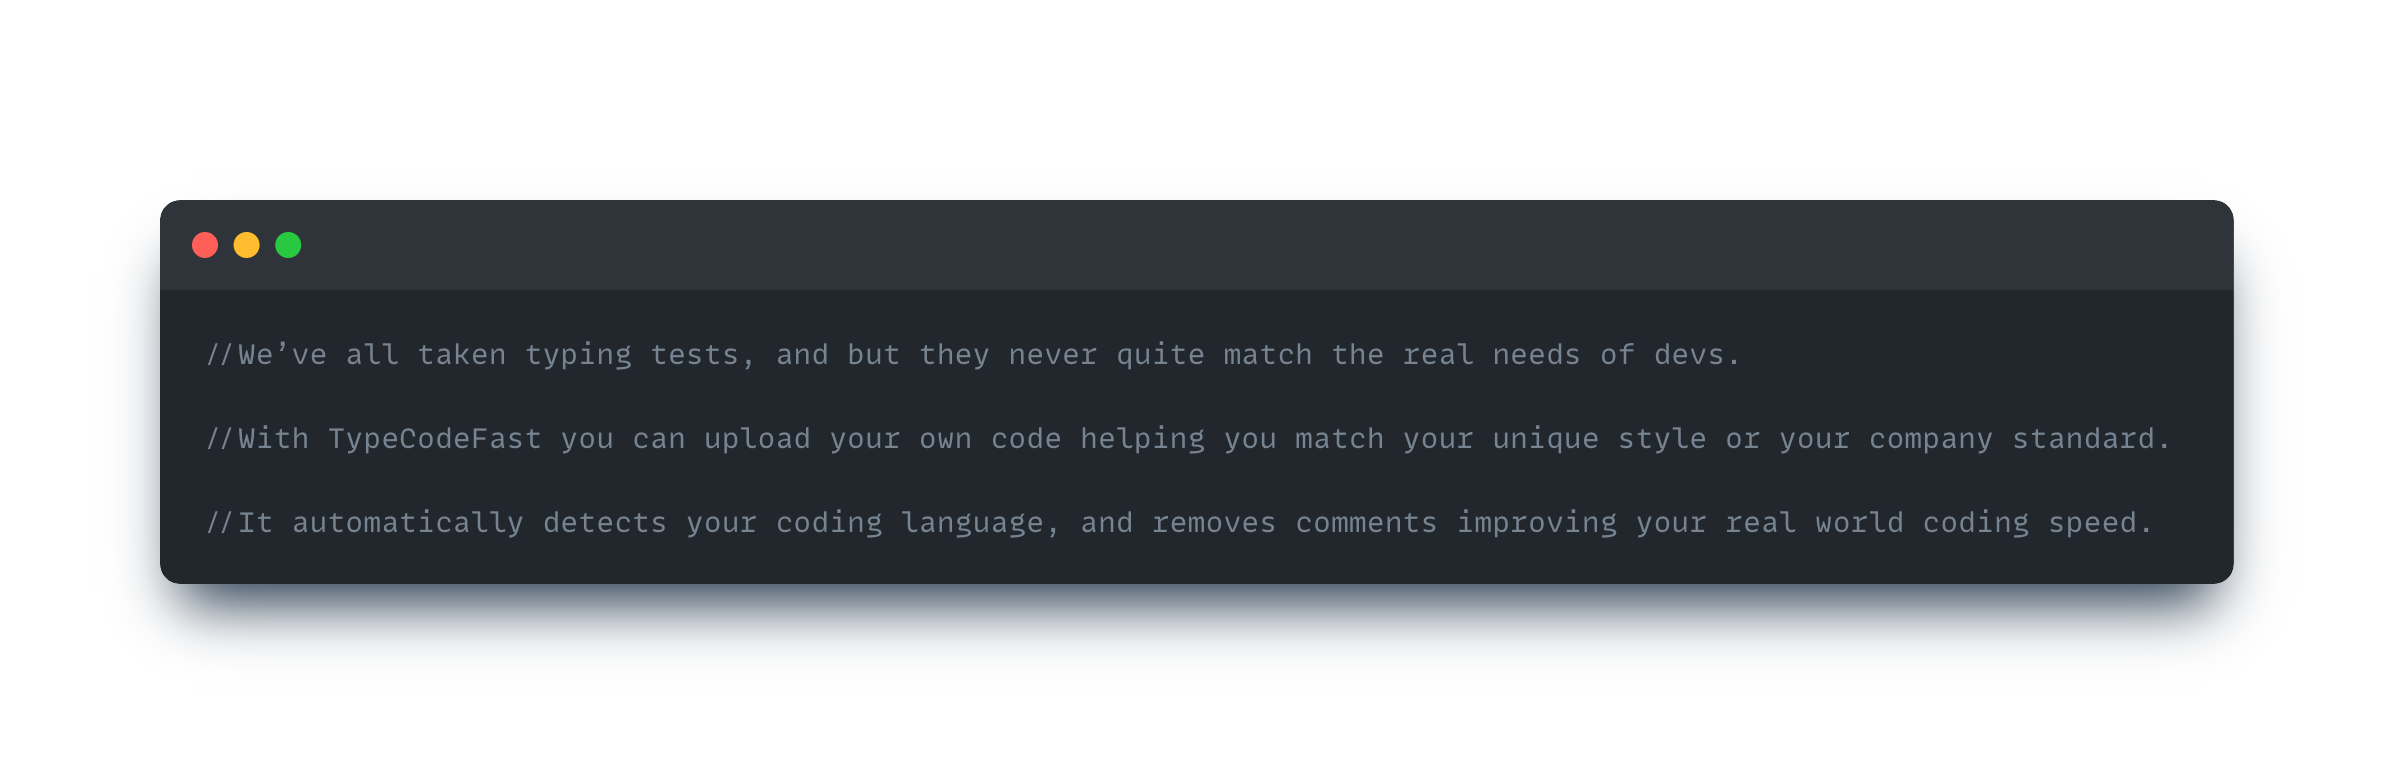 //We’ve all taken typing tests, and but they never quite match the real needs of devs.
//With TypeCodeFast you can upload your own code helping you match your unique style or your company standard.
//It automatically detects your coding language, and removes comments improving your real world coding speed.